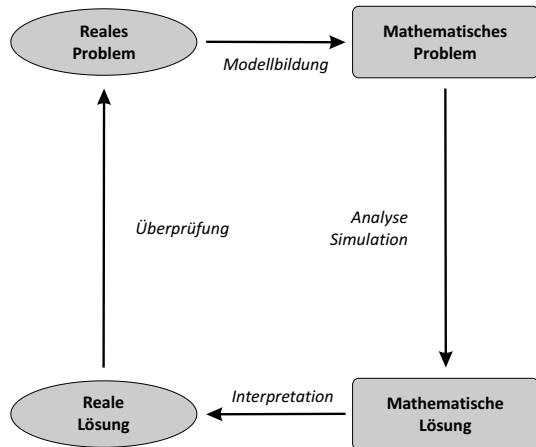 Reales
Problem
Modellbildung
Mathematisches
Problem
Überprüfung
Analyse
Simulation
Reale
Lösung
Interpretation
Mathematische
Lösung